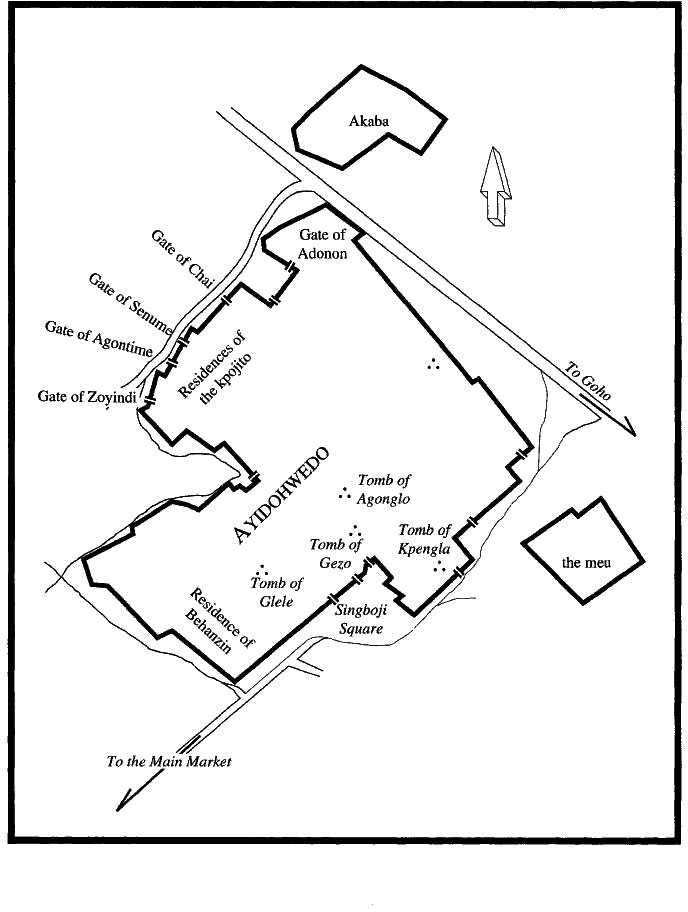 Akaba
Gate of
Adonon
Gate of Chai
Gate of Senume
Gate of Agontime
Gate of Zoyindi
Residences of
the kpojito
To Goho
AYIDOHWEDO
Tomb of
Agonglo
Tomb of
Gezo
Tomb of
Kpengla
the meu
Tomb of
Glele
Singboji
Square
Residence of
Behanzin
To the Main Market